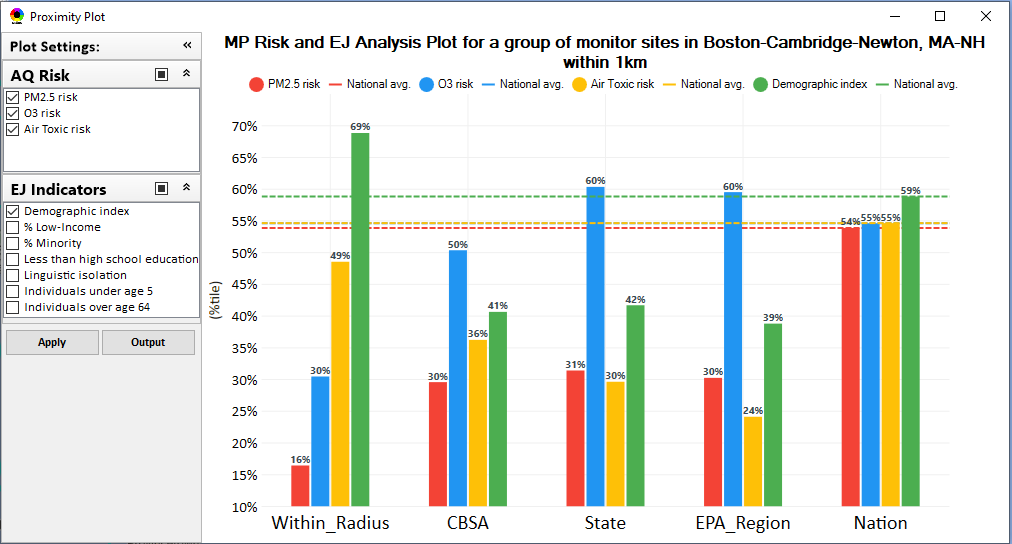 Proximity Plot
Plot Settings:
AQ Risk
PM2.5 risk
O3 risk
Air Toxic risk
EJ Indicators
Demographic index
% Low-Income
% Minority
Less than high school education
Linguistic isolation
Individuals under age 5
Individuals over age 64
Apply Output
MP Risk and EJ Analysis Plot for a group of monitor sites in Boston-Cambridge-Newton, MA-NH
within 1km
PM2.5 risk National avg. O3 risk National avg. Air Toxic risk National avg. Demographic index National avg.
(%tile)
70%
65%
60%
55%
50%
45%
40%
35%
30%
25%
20%
15%
10%
16% 30% 49% 69%
30% 50% 36% 41%
31% 60% 30% 42%
30% 60% 24% 39%
54% 55% 55% 59%
Within_Radius CBSA State EPA_Region Nation